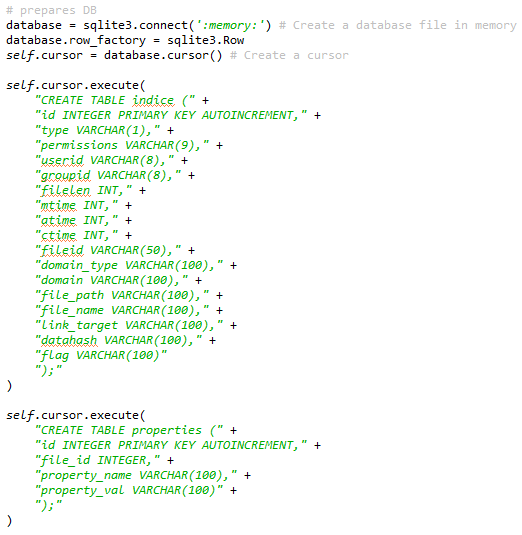 # prepares DB
database = sqlite3.connect(':memory:') # Create a database file in memory
database.row_factory = sqlite3.Row
self.cursor = database.cursor() # Create a cursor
self.cursor.execute(
"CREATE TABLE indice (" +
"id INTEGER PRIMARY KEY AUTOINCREMENT," +
"type VARCHAR(1)," +
"permissions VARCHAR(9)," +
"userid VARCHAR(8)," +
"groupid VARCHAR(8)," +
"filelen INT," +
"mtime INT," +
"atime INT," +
"ctime INT," +
"fileid VARCHAR(50)," +
"domain_type VARCHAR(100)," +
"domain VARCHAR(100)," +
"file_path VARCHAR(100)," +
"file_name VARCHAR(100)," +
"link_target VARCHAR(100)," +
"datahash VARCHAR(100)," +
"flag VARCHAR(100)"
");"
)
self.cursor.execute(
"CREATE TABLE properties (" +
"id INTEGER PRIMARY KEY AUTOINCREMENT," +
"file_id INTEGER," +
"property_name VARCHAR(100)," +
"property_val VARCHAR(100)" +
");"
)